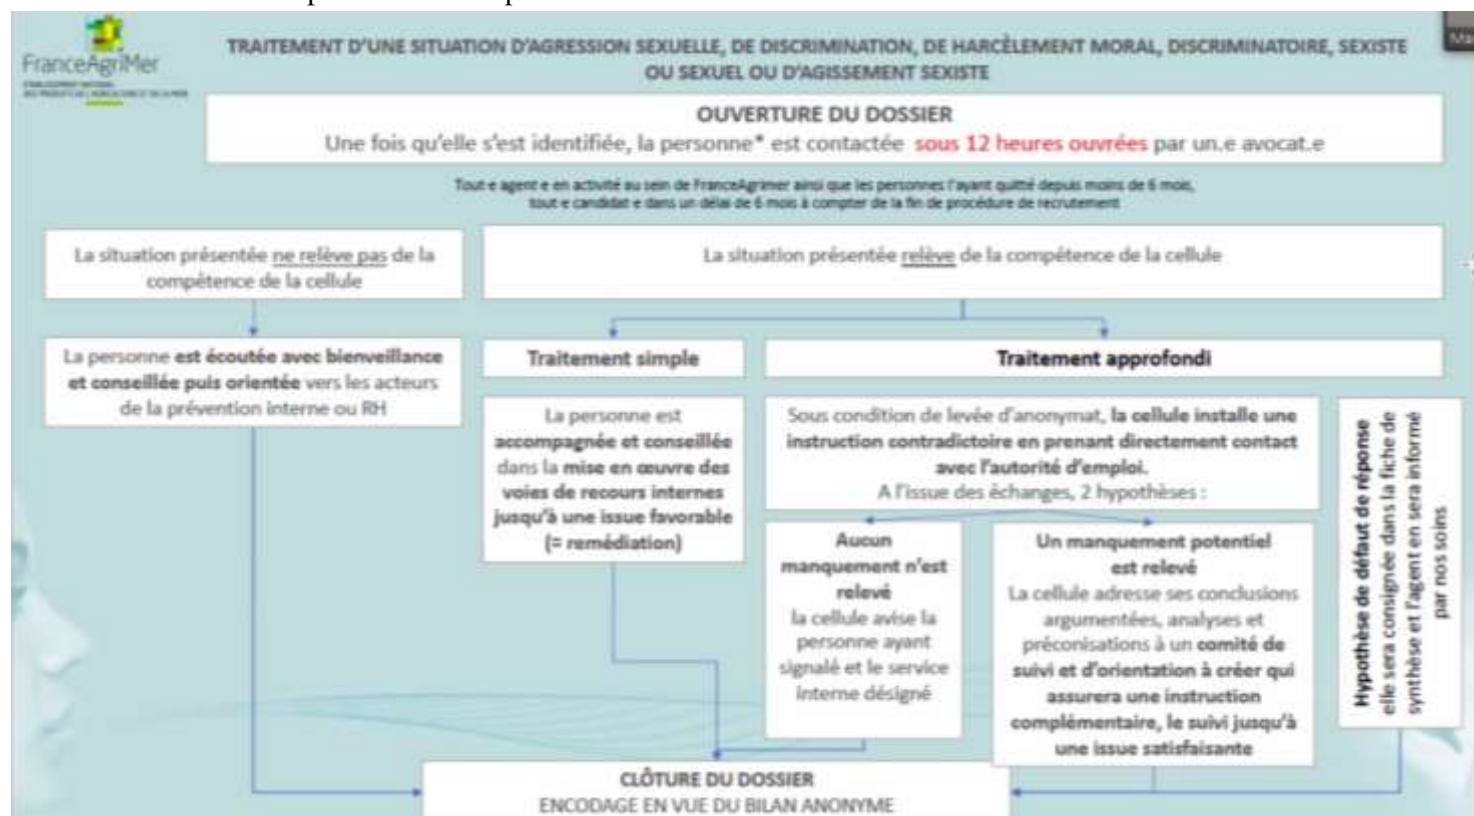 FranceAgriMer
TRAITEMENT D'UNE SITUATION D'AGRESSION SEXUELLE, DE DISCRIMINATION, DE HARCÈLEMENT MORAL, DISCRIMINATOIRE, SEXISTE
OU SEXUEL OU D'AGISSEMENT SEXISTE
OUVERTURE DU DOSSIER
Une fois qu'elle s'est identifiée, la personne* est contactée sous 12 heures ouvrées par un.e avocat.e
Tout·e agent·e en activité au sein de FranceAgrimer ainsi que les personnes l'ayant quitté depuis moins de 6 mois,
tout·e candidat·e dans un délai de 6 mois à compter de la fin de procédure de recrutement
La situation présentée ne relève pas de la
compétence de la cellule
La situation présentée relève de la compétence de la cellule
La personne est écoutée avec bienveillance
et conseillée puis orientée vers les acteurs
de la prévention interne ou RH
Traitement simple
La personne est
accompagnée et conseillée
dans la mise en œuvre des
voies de recours internes
jusqu'à une issue favorable
(= remédiation)
Traitement approfondi
Sous condition de levée d'anonymat, la cellule installe une
instruction contradictoire en prenant directement contact
avec l'autorité d'emploi.
A l'issue des échanges, 2 hypothèses :
Aucun
manquement n'est
relevé
la cellule avise la
personne ayant
signalé et le service
interne désigné
Un manquement potentiel
est relevé
La cellule adresse ses conclusions
argumentées, analyses et
préconisations à un comité de
suivi et d'orientation à créer qui
assurera une instruction
complémentaire, le suivi jusqu'à
une issue satisfaisante
Hypothèse de défaut de réponse
elle sera consignée dans la fiche de
synthèse et l'agent en sera informé
par nos soins
CLÔTURE DU DOSSIER
ENCODAGE EN VUE DU BILAN ANONYME